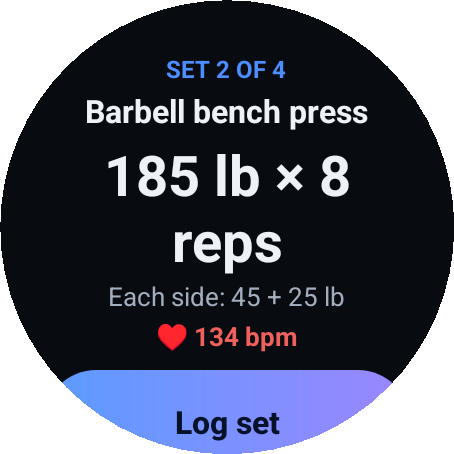 SET 2 OF 4
Barbell bench press
185 lb × 8
reps
Each side: 45 + 25 lb
❤️ 134 bpm
Log set